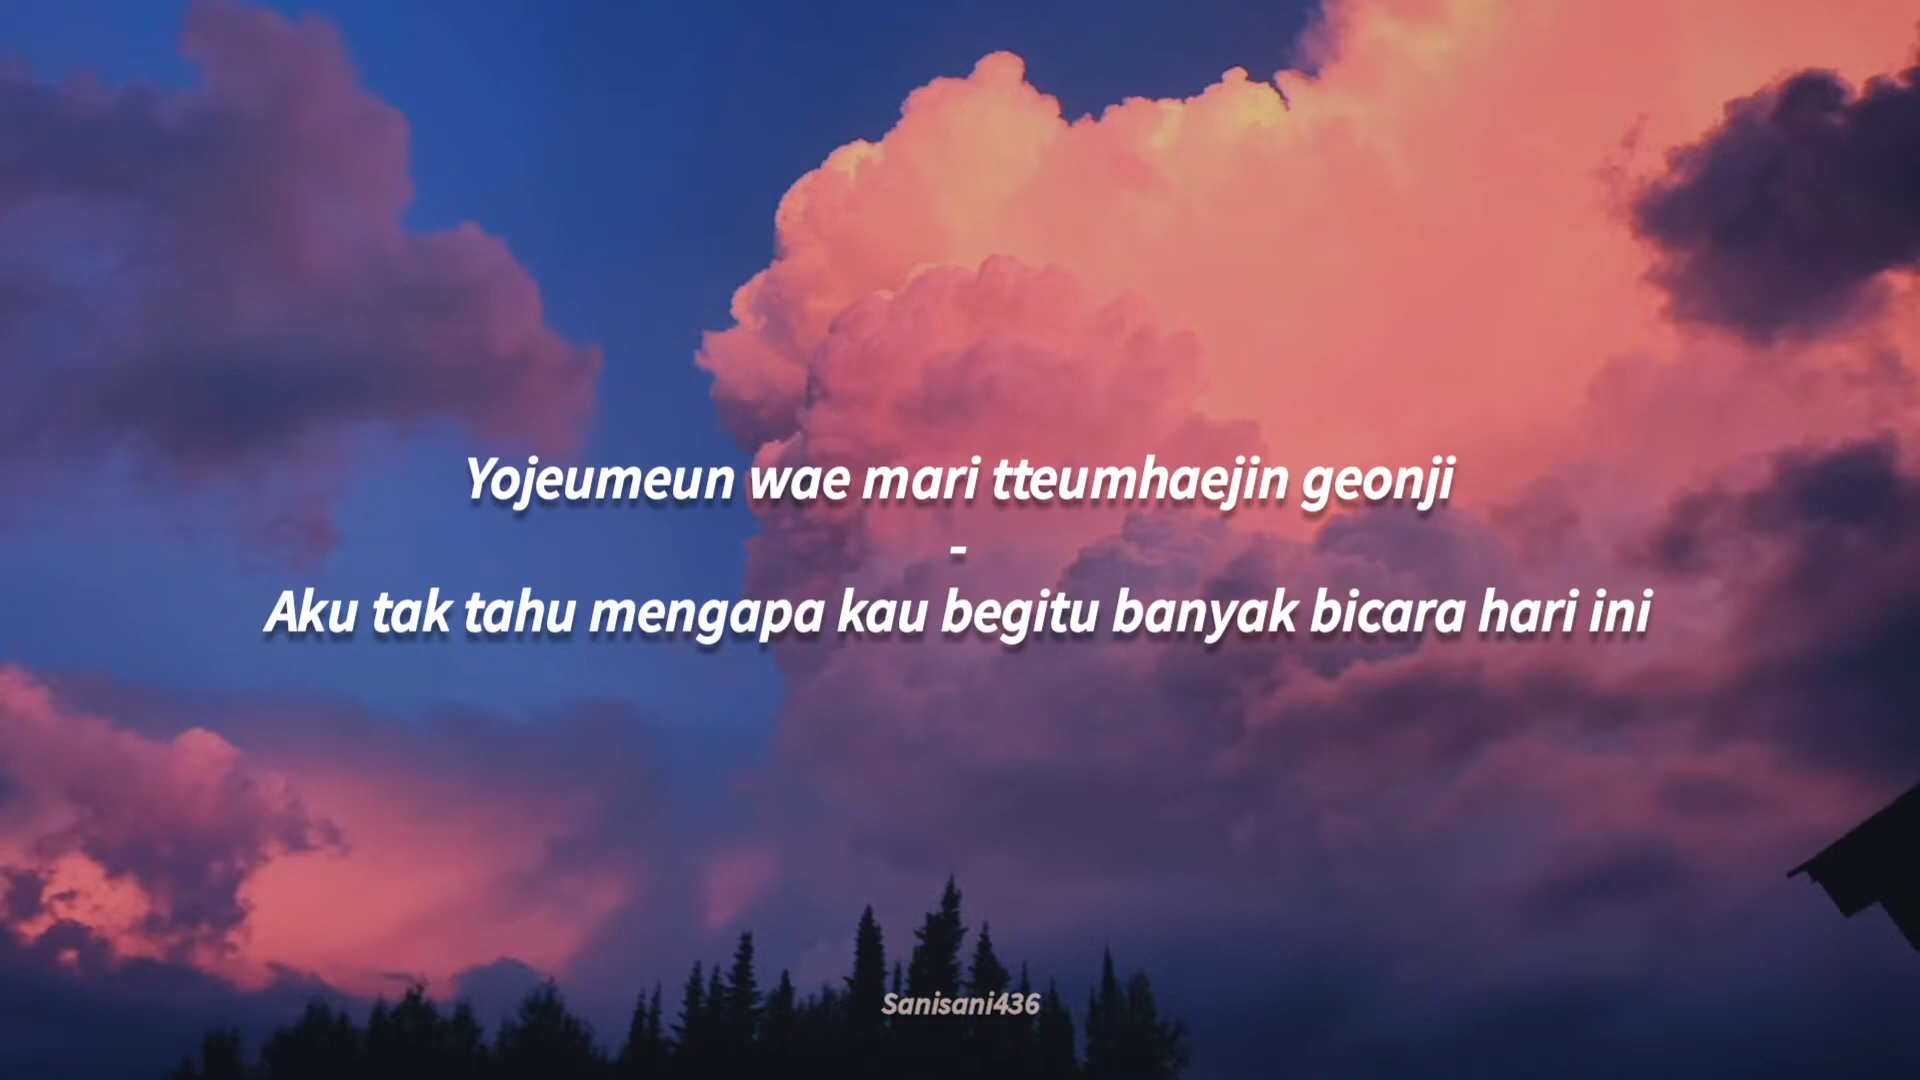 Yojeumeun wae mari tteumhaejin geonji
-
Aku tak tahu mengapa kau begitu banyak bicara hari ini
Sanisani436